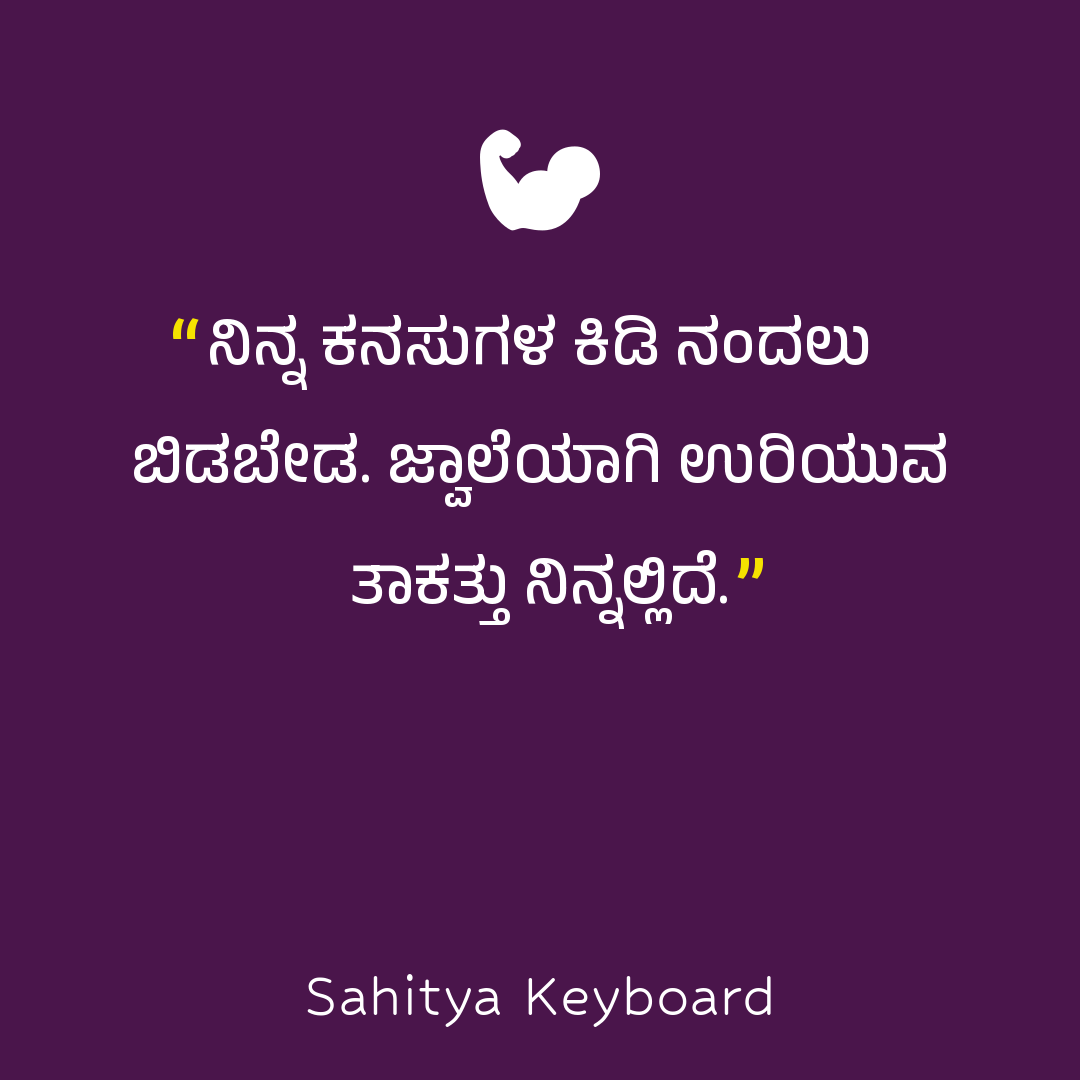 “ನಿನ್ನ ಕನಸುಗಳ ಕಿಡಿ ನಂದಲು
ಬಿಡಬೇಡ. ಜ್ವಾಲೆಯಾಗಿ ಉರಿಯುವ
ತಾಕತ್ತು ನಿನ್ನಲ್ಲಿದೆ.”
Sahitya Keyboard